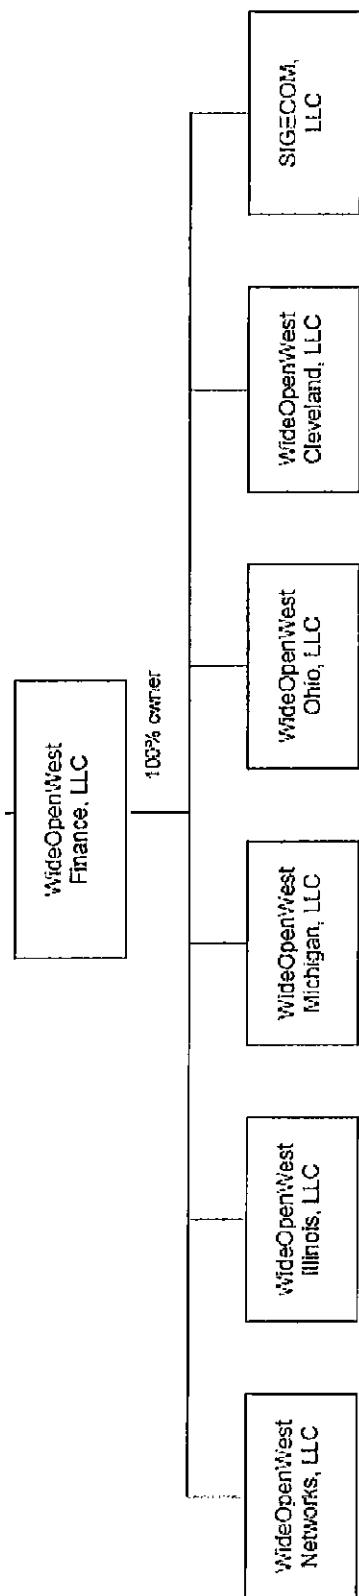 WideOpenWest
Finance, LLC
100% owner
WideOpenWest
Networks, LLC
WideOpenWest
Illinois, LLC
WideOpenWest
Michigan, LLC
WideOpenWest
Ohio, LLC
WideOpenWest
Cleveland, LLC
SIGECOM,
LLC